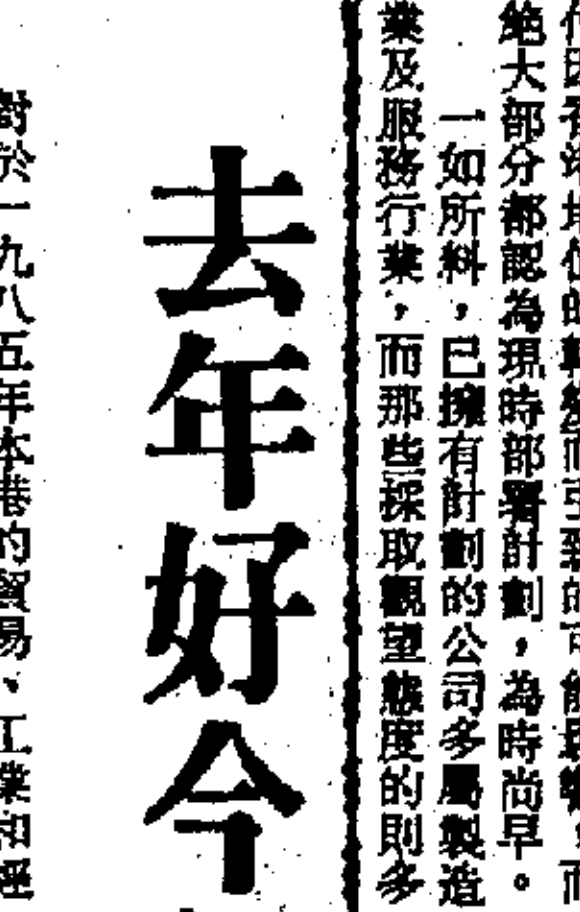 絕大部分都認為現時部署計劃，為時尚早。
一如所料，已擁有計劃的公司多屬製造
業及服務行業，而那些採取觀望態度的則多
去年好今
對於一九八五年本港的貿易、工業和經